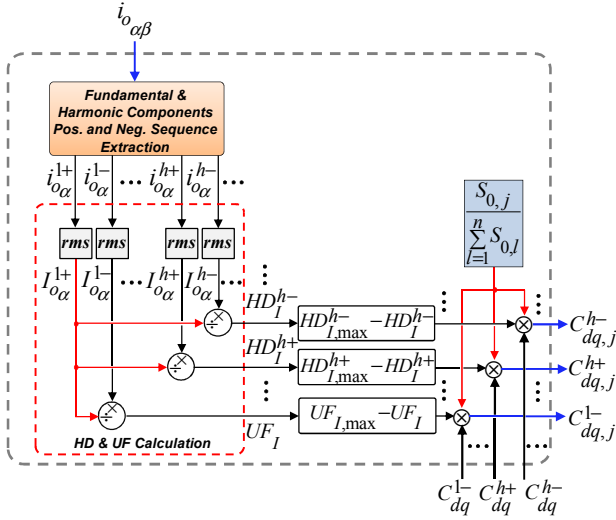 i_{o_{αβ}}
Fundamental &
Harmonic Components
Pos. and Neg. Sequence
Extraction
i_{oα}^{1+} i_{oα}^{1-} ... i_{oα}^{h+} i_{oα}^{h-} ...
rms rms rms rms
I_{oα}^{1+} I_{oα}^{1-} ... I_{oα}^{h+} I_{oα}^{h-} ...
S_{0,j}
n
∑ S_{0,l}
l=1
÷× HD_I^{h-} HD_{I,max}^{h-} − HD_I^{h-} ⊗ C_{dq,j}^{h-}
÷× HD_I^{h+} HD_{I,max}^{h+} − HD_I^{h+} ⊗ C_{dq,j}^{h+}
÷× UF_I UF_{I,max} − UF_I ⊗ C_{dq,j}^{1-}
HD & UF Calculation
C_{dq}^{1-} C_{dq}^{h+} C_{dq}^{h-}